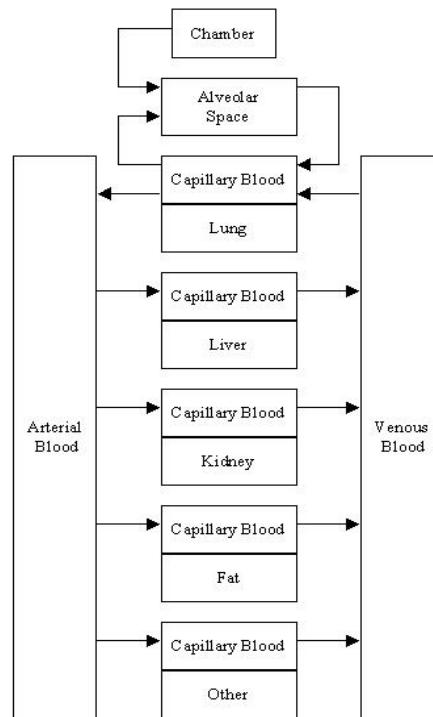 Chamber
Alveolar
Space
Capillary Blood
Lung
Capillary Blood
Liver
Arterial
Blood
Capillary Blood
Kidney
Venous
Blood
Capillary Blood
Fat
Capillary Blood
Other